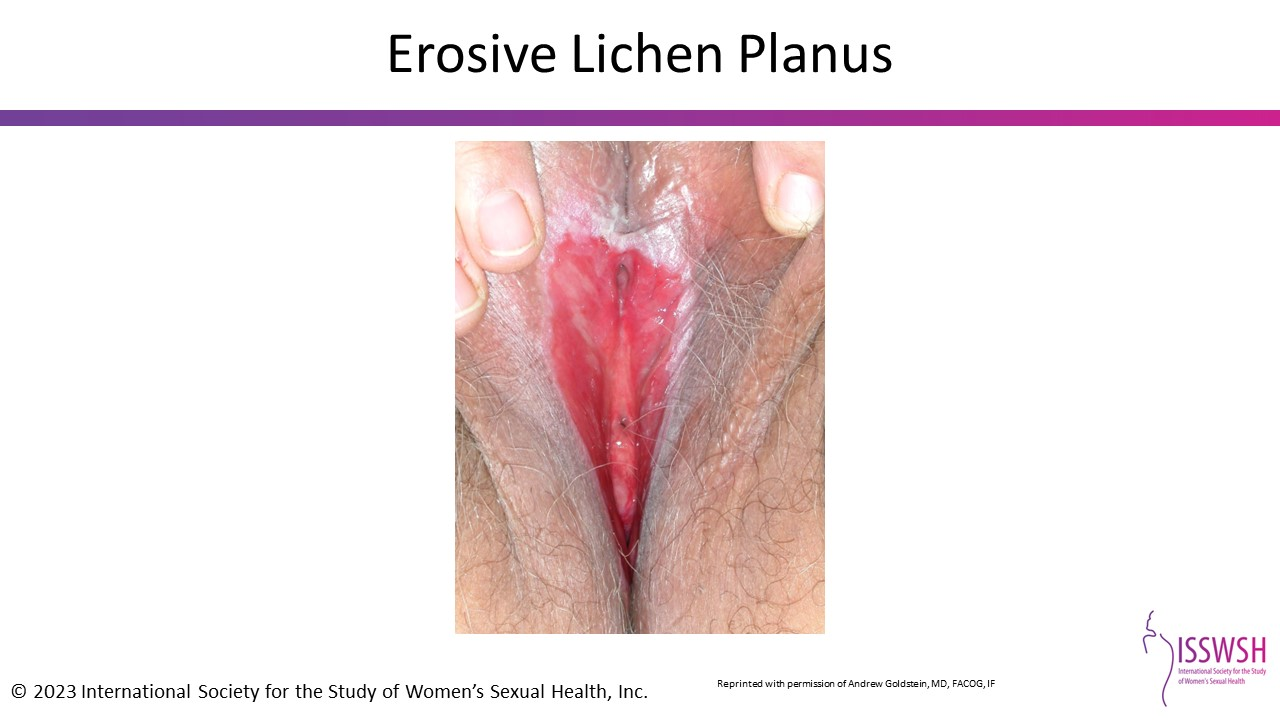 Erosive Lichen Planus
ISSWSH
International Society for the Study
of Women's Sexual Health
Reprinted with permission of Andrew Goldstein, MD, FACOG, IF
© 2023 International Society for the Study of Women’s Sexual Health, Inc.